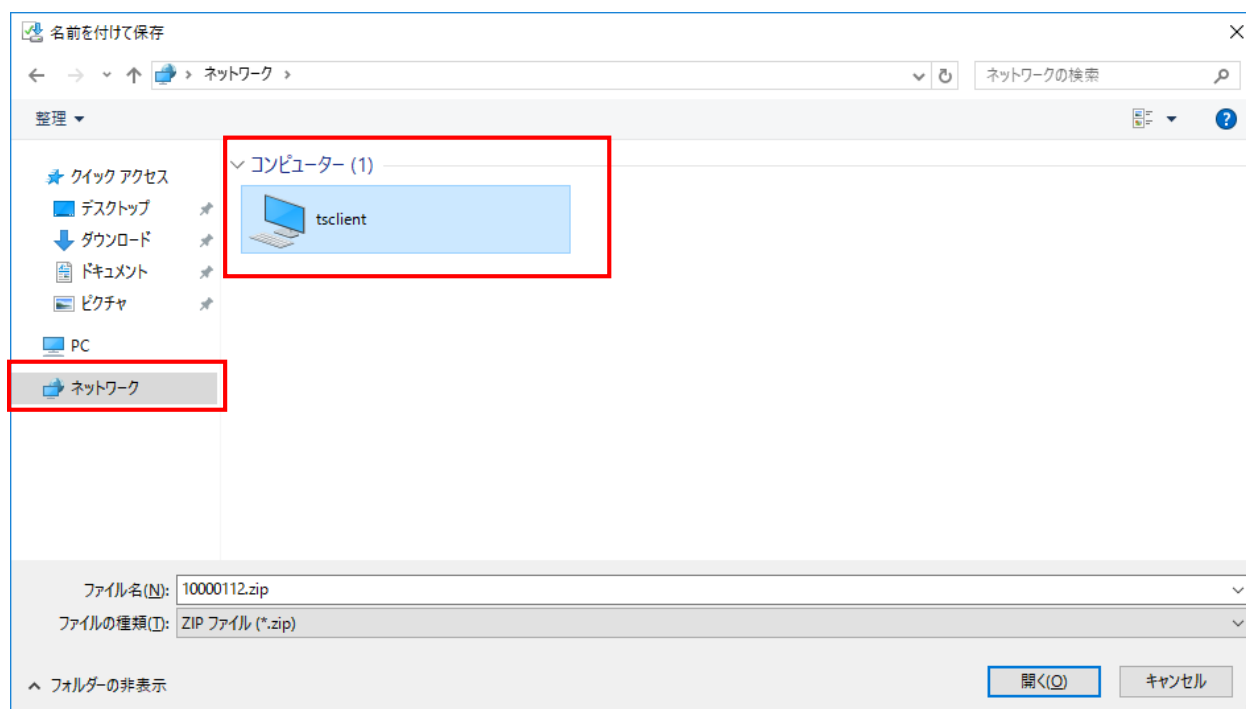 名前を付けて保存
ネットワーク
ネットワークの検索
整理
コンピューター (1)
tsclient
クイック アクセス
デスクトップ
ダウンロード
ドキュメント
ピクチャ
PC
ネットワーク
ファイル名(N): 10000112.zip
ファイルの種類(T): ZIP ファイル (*.zip)
フォルダーの非表示
開く(O)
キャンセル